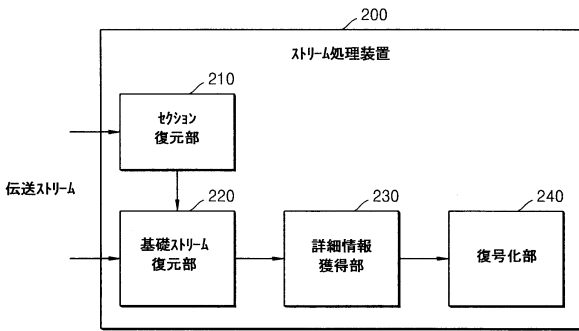 200
ストリーム処理装置
210
セクション
復元部
伝送ストリーム
220
基礎ストリーム
復元部
230
詳細情報
獲得部
240
復号化部